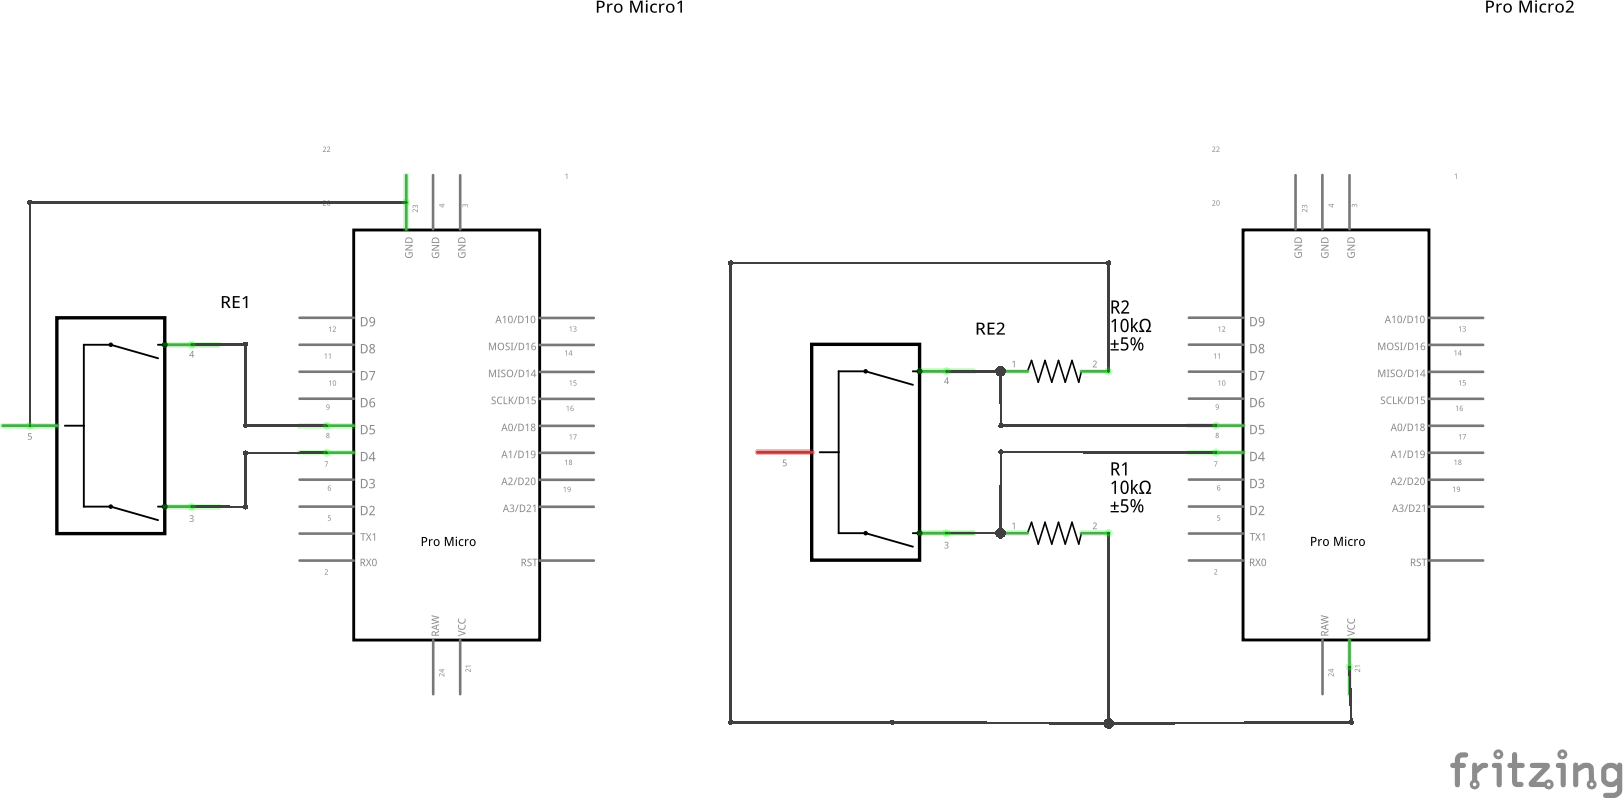 Pro Micro1
Pro Micro2
22
1
22
1
20
23
4
3
20
23
4
3
GND
GND
GND
GND
GND
GND
RE1
R2
10kΩ
±5%
RE2
D9
12
A10/D10
13
D9
12
A10/D10
13
4
D8
11
MOSI/D16
14
D8
11
MOSI/D16
14
D7
10
MISO/D14
15
4
1
2
D7
10
MISO/D14
15
D6
9
SCLK/D15
16
D6
9
SCLK/D15
16
5
D5
8
A0/D18
17
D5
8
A0/D18
17
D4
7
A1/D19
18
5
R1
10kΩ
±5%
D4
7
A1/D19
18
D3
6
A2/D20
19
D3
6
A2/D20
19
3
D2
5
A3/D21
D2
5
A3/D21
TX1
Pro Micro
3
1
2
TX1
Pro Micro
RX0
2
RST
RX0
2
RST
RAW
VCC
RAW
VCC
24
21
24
21
fritzing